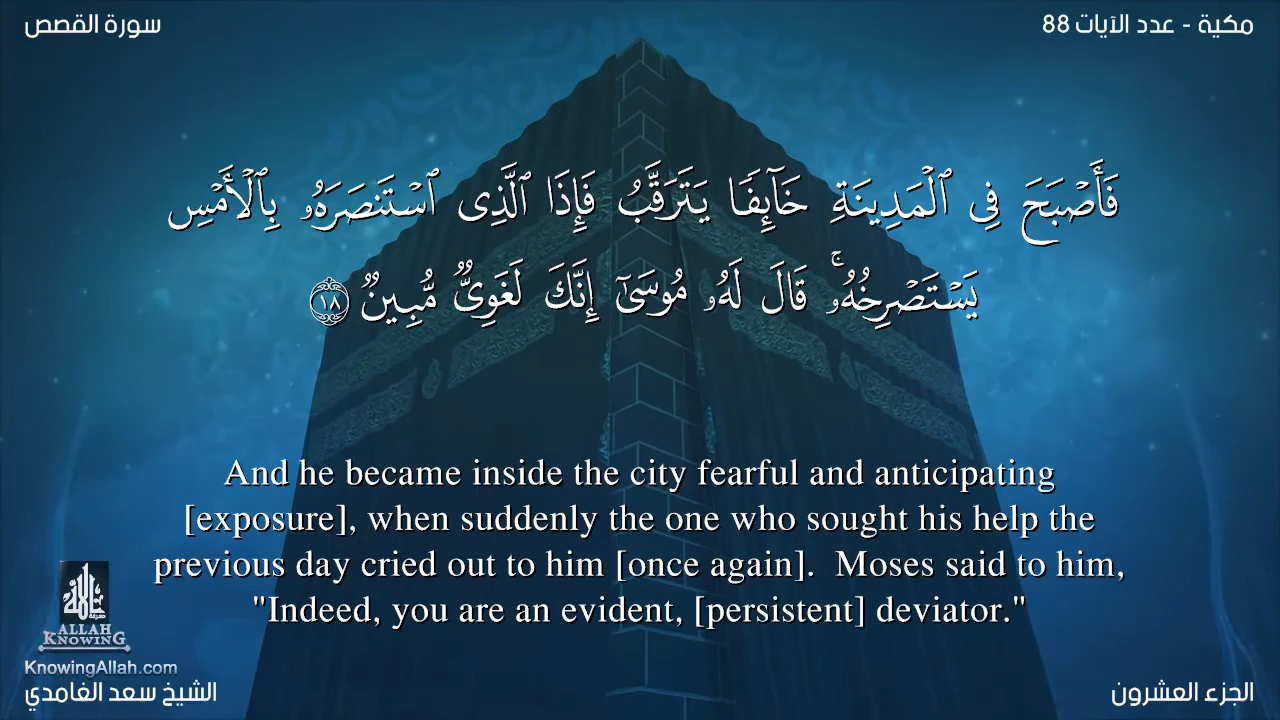 سورة القصص
مكية - عدد الآيات 88
فَأَصْبَحَ فِى ٱلْمَدِينَةِ خَآئِفًا يَتَرَقَّبُ فَإِذَا ٱلَّذِى ٱسْتَنصَرَهُۥ بِٱلْأَمْسِ
يَسْتَصْرِخُهُۥ ۚ قَالَ لَهُۥ مُوسَىٰٓ إِنَّكَ لَغَوِىٌّ مُّبِينٌ ١٨
And he became inside the city fearful and anticipating
[exposure], when suddenly the one who sought his help the
previous day cried out to him [once again].  Moses said to him,
"Indeed, you are an evident, [persistent] deviator."
ALLAH
KNOWING
KnowingAllah.com
الشيخ سعد الغامدي
الجزء العشرون